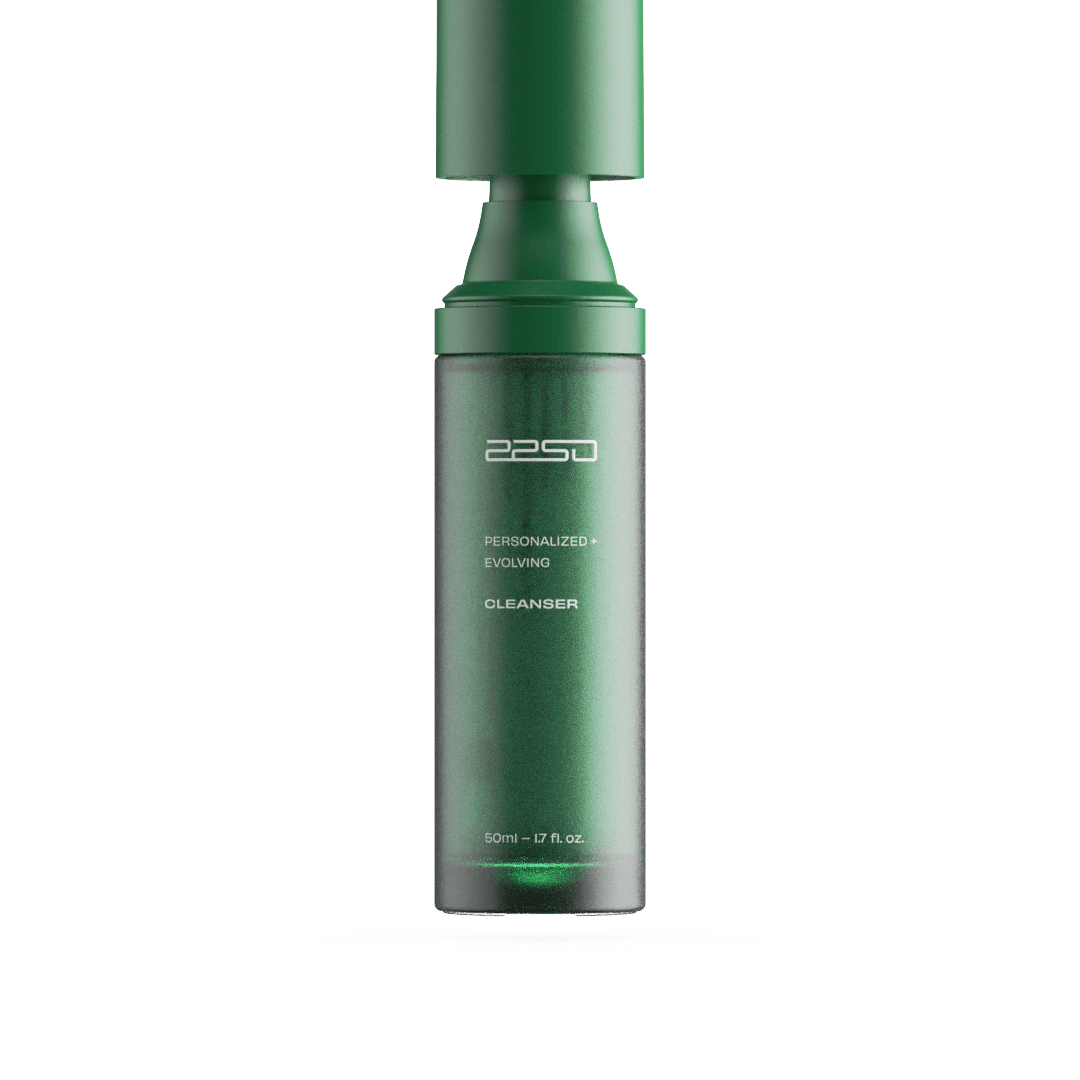 2250
PERSONALIZED +
EVOLVING
CLEANSER
50ml – 1.7 fl. oz.